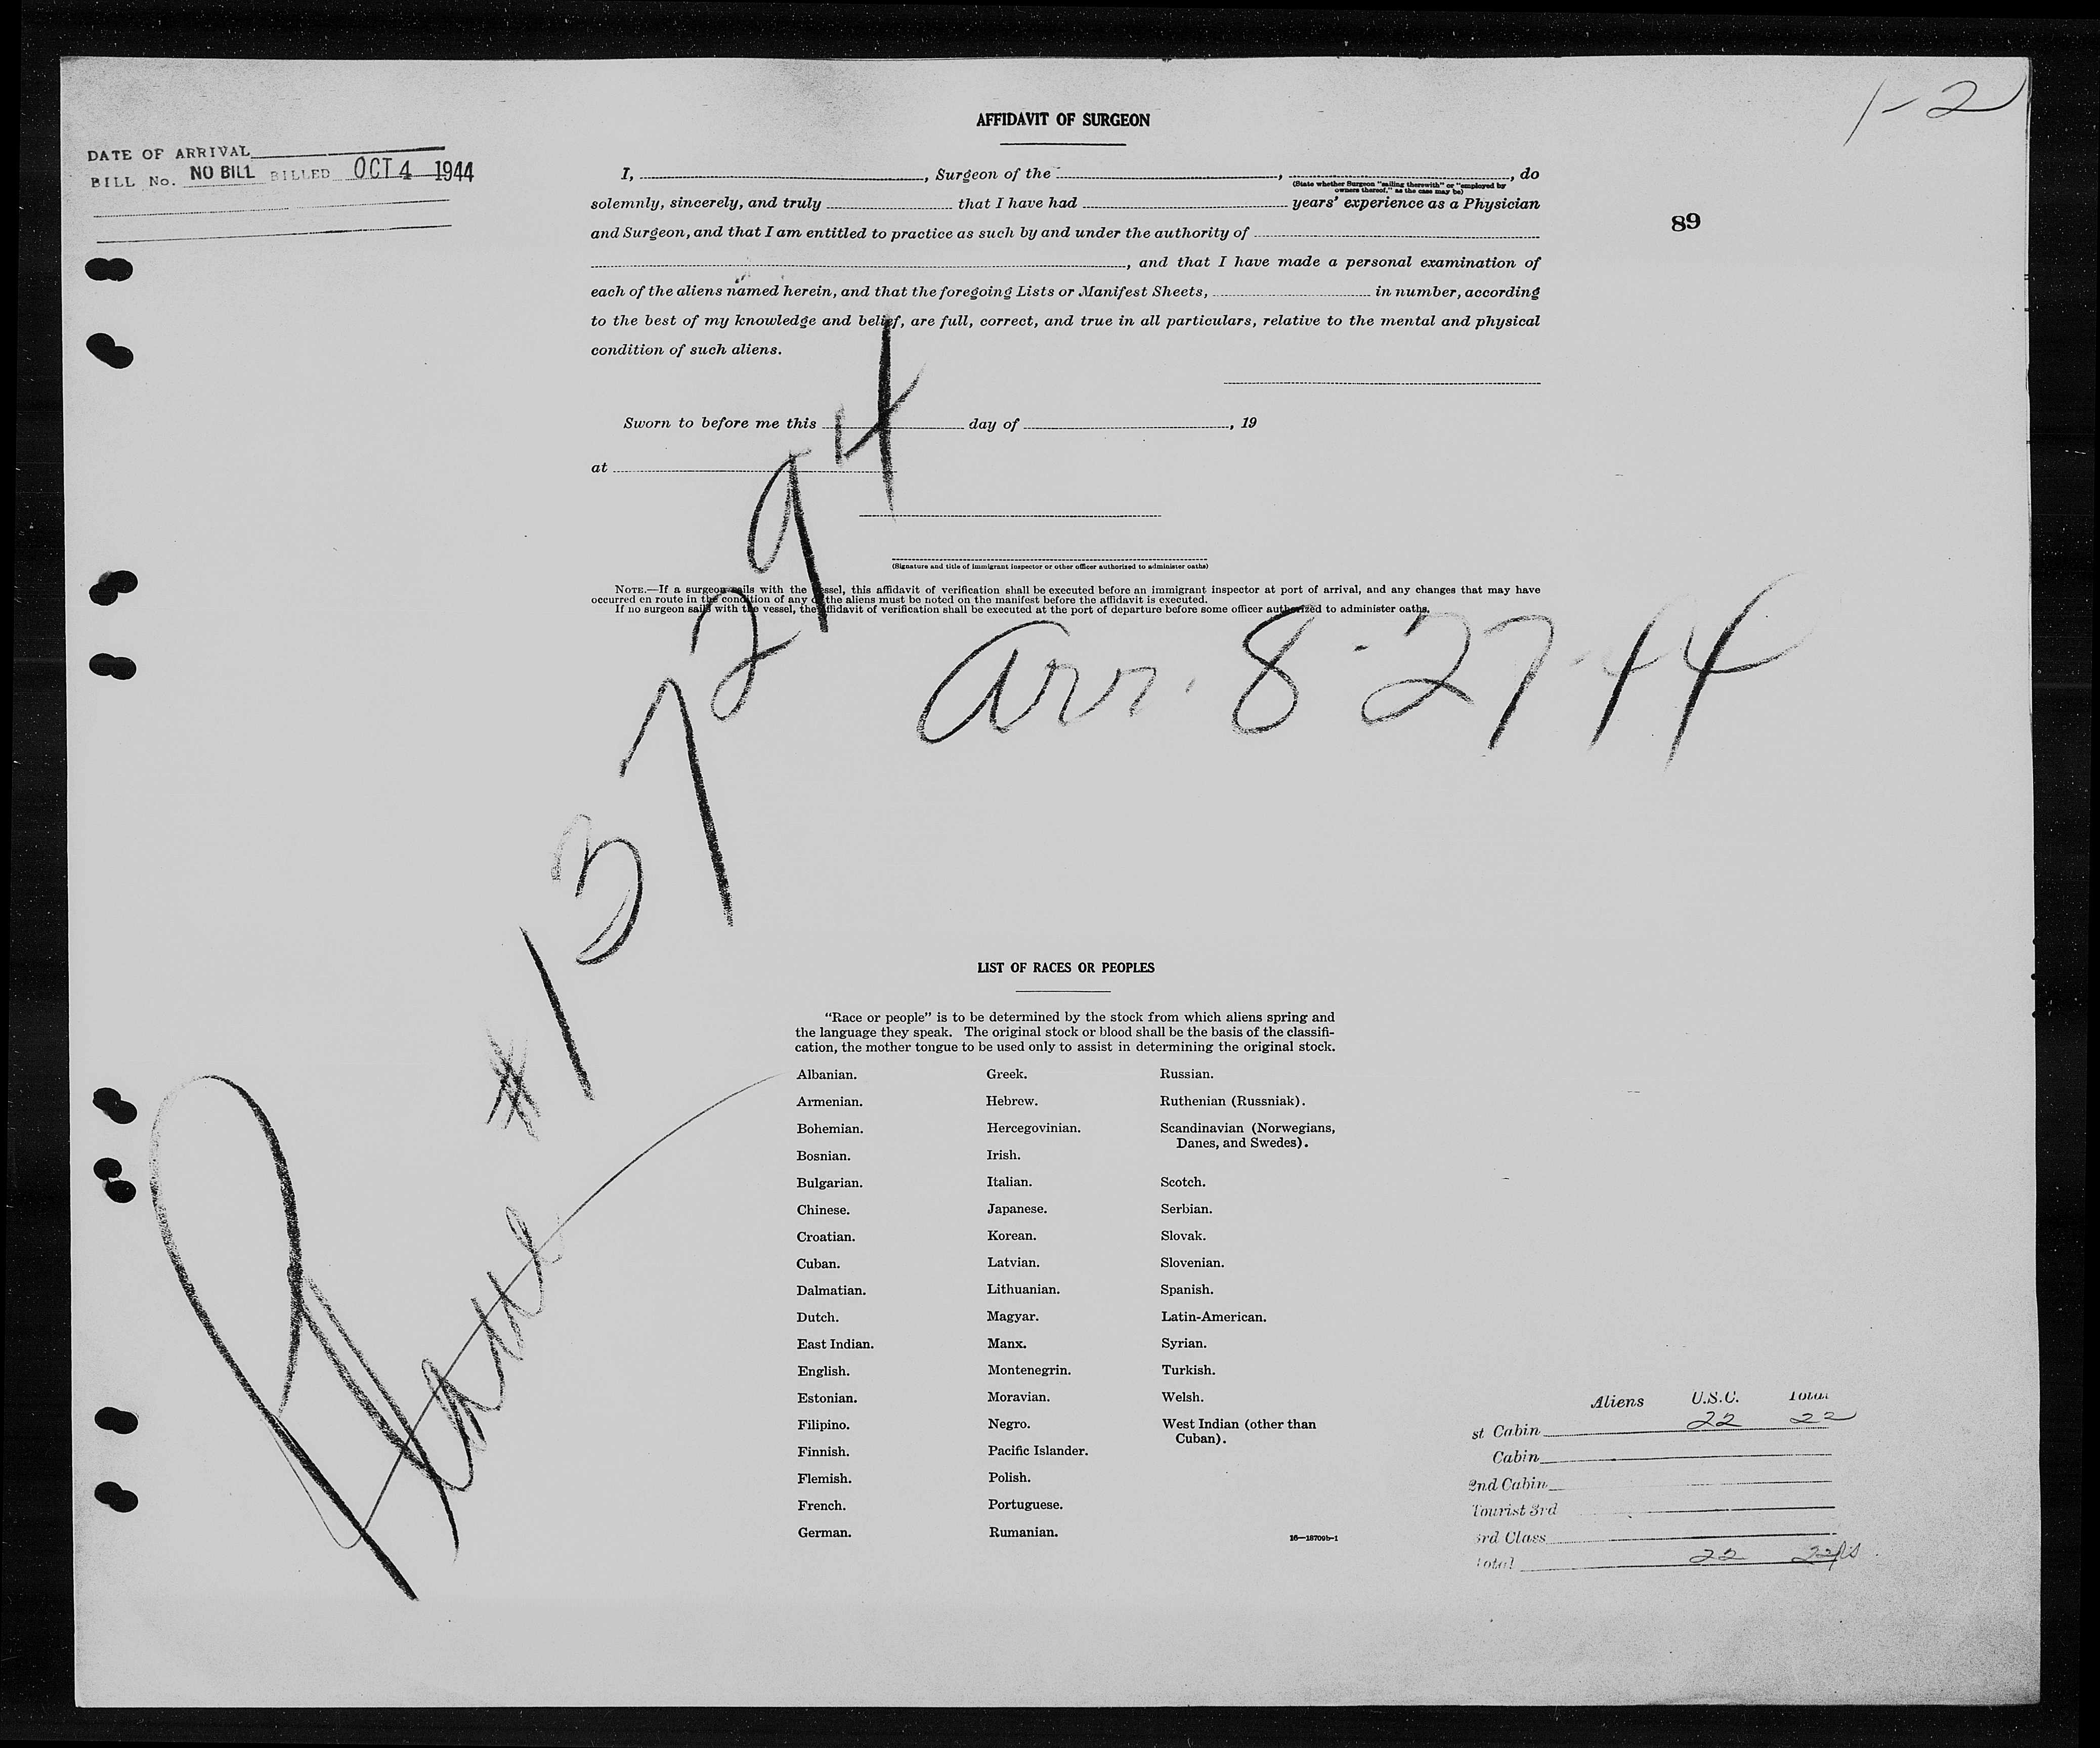 1-2
AFFIDAVIT OF SURGEON
DATE OF ARRIVAL
BILL No. NO BILL BILLED OCT 4 1944
I, , Surgeon of the , , do
(State whether Surgeon "sailing therewith" or "employed by
owners thereof," as the case may be)
solemnly, sincerely, and truly that I have had years' experience as a Physician
89
and Surgeon, and that I am entitled to practice as such by and under the authority of
, and that I have made a personal examination of
each of the aliens named herein, and that the foregoing Lists or Manifest Sheets, in number, according
to the best of my knowledge and belief, are full, correct, and true in all particulars, relative to the mental and physical
condition of such aliens.
Sworn to before me this day of , 19
at
(Signature and title of immigrant inspector or other officer authorized to administer oaths)
NOTE.—If a surgeon sails with the vessel, this affidavit of verification shall be executed before an immigrant inspector at port of arrival, and any changes that may have
occurred en route in the condition of any of the aliens must be noted on the manifest before the affidavit is executed.
If no surgeon sails with the vessel, the affidavit of verification shall be executed at the port of departure before some officer authorized to administer oaths.
Arr. 8-27-44
Plane #137294
LIST OF RACES OR PEOPLES
"Race or people" is to be determined by the stock from which aliens spring and
the language they speak. The original stock or blood shall be the basis of the classifi-
cation, the mother tongue to be used only to assist in determining the original stock.
Albanian.
Armenian.
Bohemian.
Bosnian.
Bulgarian.
Chinese.
Croatian.
Cuban.
Dalmatian.
Dutch.
East Indian.
English.
Estonian.
Filipino.
Finnish.
Flemish.
French.
German.
Greek.
Hebrew.
Hercegovinian.
Irish.
Italian.
Japanese.
Korean.
Latvian.
Lithuanian.
Magyar.
Manx.
Montenegrin.
Moravian.
Negro.
Pacific Islander.
Polish.
Portuguese.
Rumanian.
Russian.
Ruthenian (Russniak).
Scandinavian (Norwegians,
Danes, and Swedes).
Scotch.
Serbian.
Slovak.
Slovenian.
Spanish.
Latin-American.
Syrian.
Turkish.
Welsh.
West Indian (other than
Cuban).
16—18709b-1
Aliens U.S.C. Total
st Cabin 22 22
Cabin
2nd Cabin
Tourist 3rd
3rd Class
Total 22 22